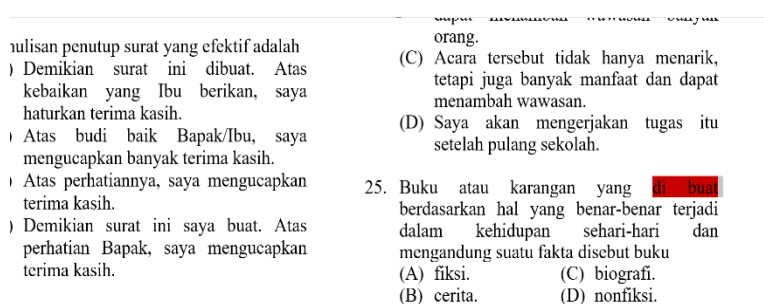 nulisan penutup surat yang efektif adalah
) Demikian surat ini dibuat. Atas
kebaikan yang Ibu berikan, saya
haturkan terima kasih.
) Atas budi baik Bapak/Ibu, saya
mengucapkan banyak terima kasih.
) Atas perhatiannya, saya mengucapkan
terima kasih.
) Demikian surat ini saya buat. Atas
perhatian Bapak, saya mengucapkan
terima kasih.
dapat menambah wawasan banyak
orang.
(C) Acara tersebut tidak hanya menarik,
tetapi juga banyak manfaat dan dapat
menambah wawasan.
(D) Saya akan mengerjakan tugas itu
setelah pulang sekolah.
25. Buku atau karangan yang di buat
berdasarkan hal yang benar-benar terjadi
dalam kehidupan sehari-hari dan
mengandung suatu fakta disebut buku
(A) fiksi. (C) biografi.
(B) cerita. (D) nonfiksi.